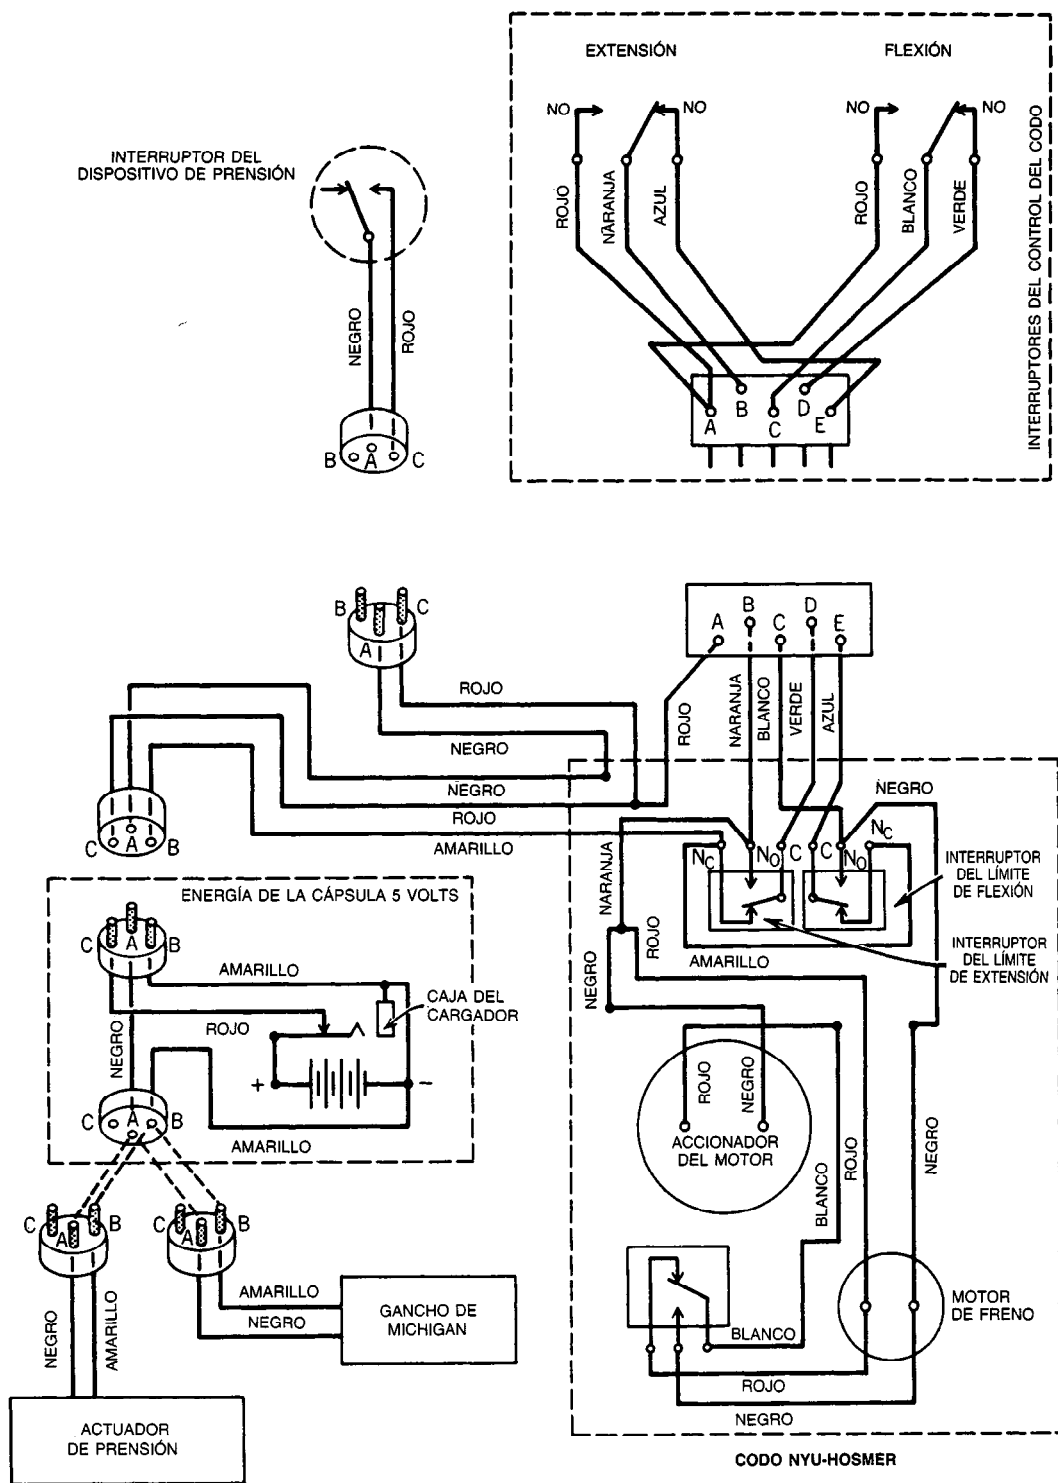 EXTENSIÓN
FLEXIÓN
NO
NO
NO
NO
ROJO
NARANJA
AZUL
ROJO
BLANCO
VERDE
A
B
C
D
E
INTERRUPTORES DEL CONTROL DEL CODO
INTERRUPTOR DEL
DISPOSITIVO DE PRENSIÓN
NEGRO
ROJO
B
A
C
B
C
A
ROJO
NEGRO
NEGRO
ROJO
AMARILLO
C
A
B
A
B
C
D
E
ROJO
NARANJA
BLANCO
VERDE
AZUL
NEGRO
NC
NO
C
C
NO
NC
INTERRUPTOR
DEL LÍMITE
DE FLEXIÓN
INTERRUPTOR
DEL LÍMITE
DE EXTENSIÓN
NARANJA
ROJO
AMARILLO
NEGRO
ENERGÍA DE LA CÁPSULA 5 VOLTS
C
A
B
AMARILLO
CAJA DEL
CARGADOR
ROJO
NEGRO
+
-
C
A
B
AMARILLO
ROJO
NEGRO
ACCIONADOR
DEL MOTOR
BLANCO
ROJO
NEGRO
C
A
B
C
A
B
AMARILLO
NEGRO
GANCHO DE
MICHIGAN
NEGRO
AMARILLO
ACTUADOR
DE PRENSIÓN
MOTOR
DE FRENO
BLANCO
ROJO
NEGRO
CODO NYU-HOSMER